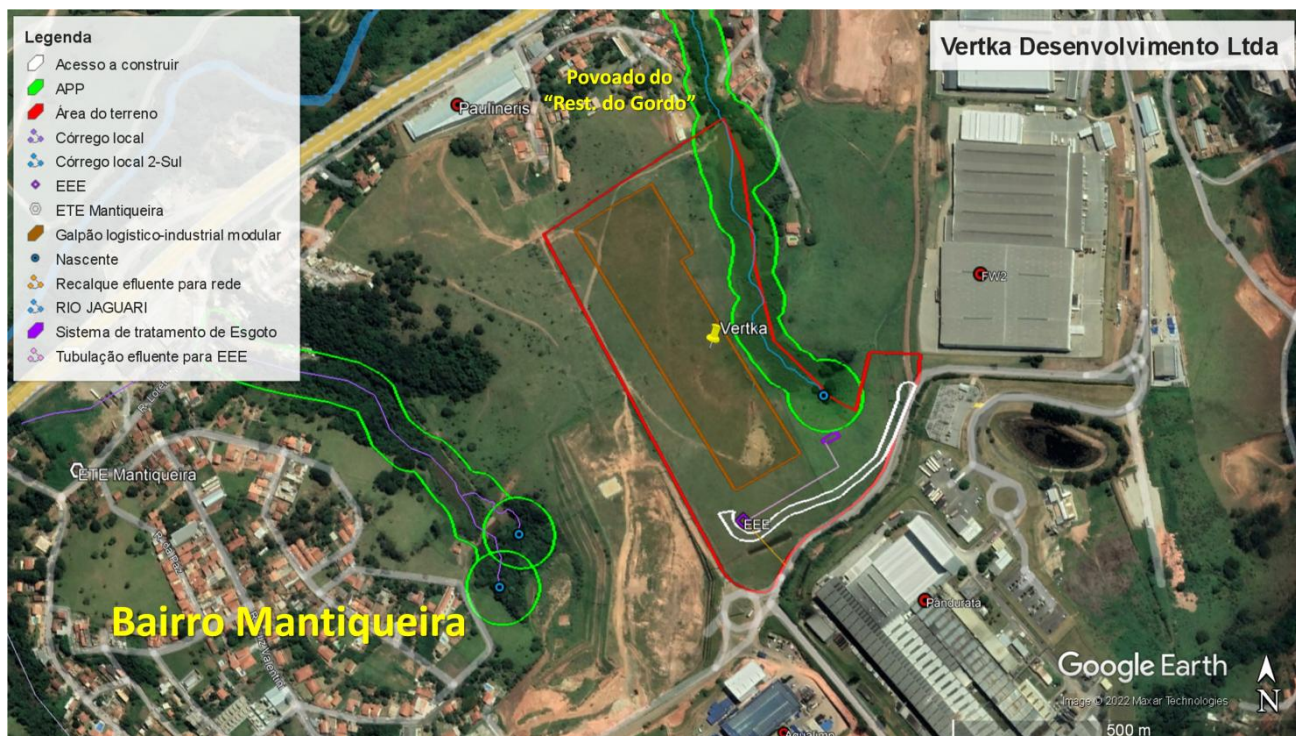 Legenda
Acesso a construir
APP
Área do terreno
Córrego local
Córrego local 2-Sul
EEE
ETE Mantiqueira
Galpão logístico-industrial modular
Nascente
Recalque efluente para rede
RIO JAGUARI
Sistema de tratamento de Esgoto
Tubulação efluente para EEE
Vertka Desenvolvimento Ltda
Povoado do
“Rest. do Gordo”
Paulineris
FW2
Vertka
ETE Mantiqueira
EEE
Pandurata
Bairro Mantiqueira
Google Earth
Image © 2022 Maxar Technologies
N
500 m